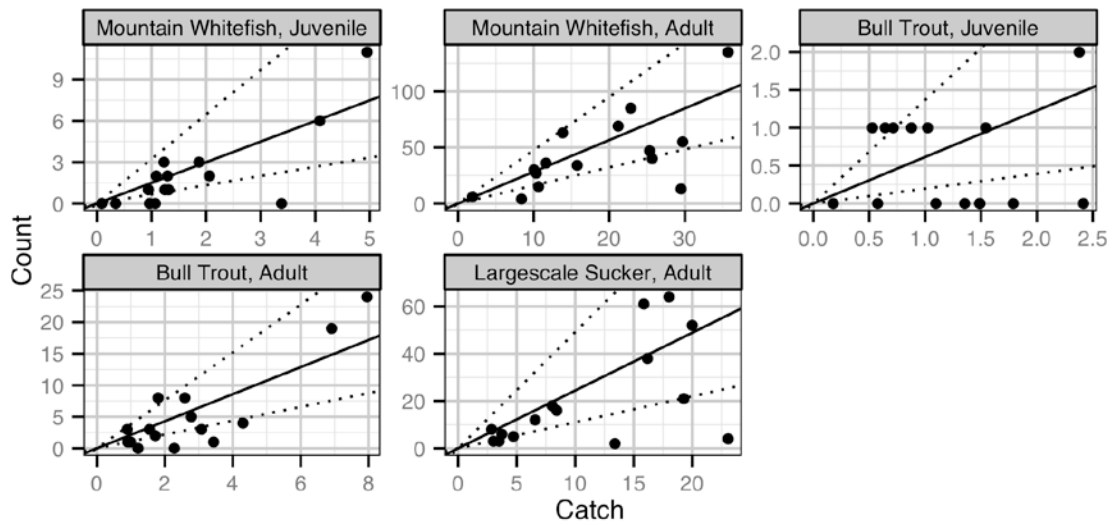 Mountain Whitefish, Juvenile
9
6
3
0
0 1 2 3 4 5
Mountain Whitefish, Adult
100
50
0
0 10 20 30
Bull Trout, Juvenile
2.0
1.5
1.0
0.5
0.0
0.0 0.5 1.0 1.5 2.0 2.5
Count
Bull Trout, Adult
25
20
15
10
5
0
0 2 4 6 8
Largescale Sucker, Adult
60
40
20
0
0 5 10 15 20
Catch